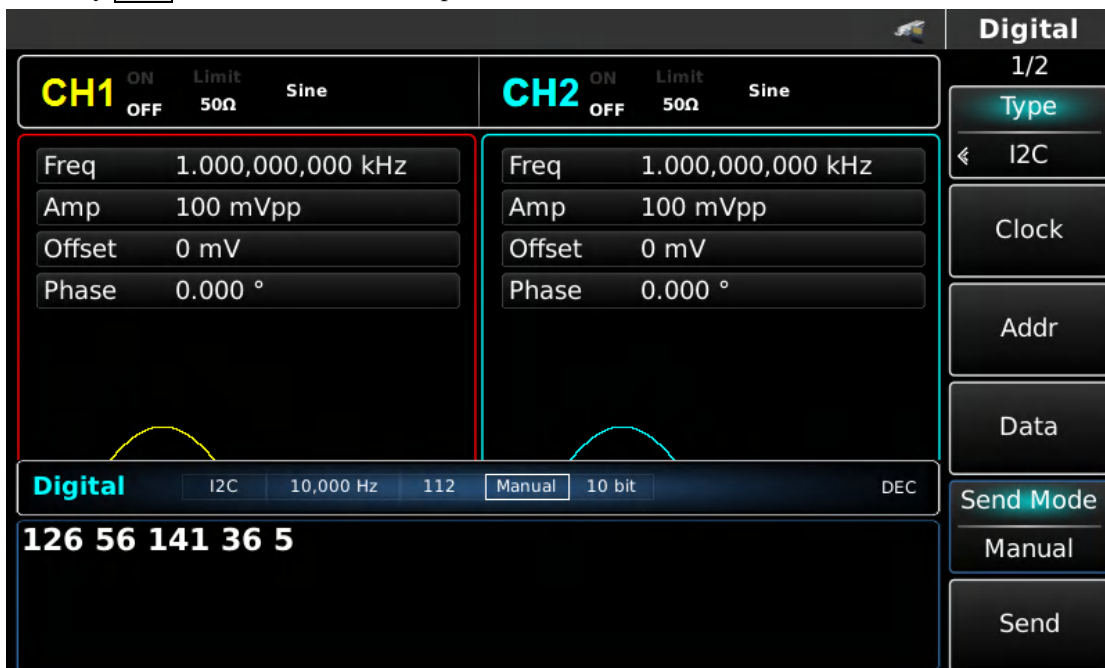 Digital
1/2
CH1 ON OFF Limit 50Ω Sine
CH2 ON OFF Limit 50Ω Sine
Type
I2C
Freq 1.000,000,000 kHz
Amp 100 mVpp
Offset 0 mV
Phase 0.000 °
Freq 1.000,000,000 kHz
Amp 100 mVpp
Offset 0 mV
Phase 0.000 °
Clock
Addr
Data
Digital I2C 10,000 Hz 112 Manual 10 bit DEC
126 56 141 36 5
Send Mode
Manual
Send